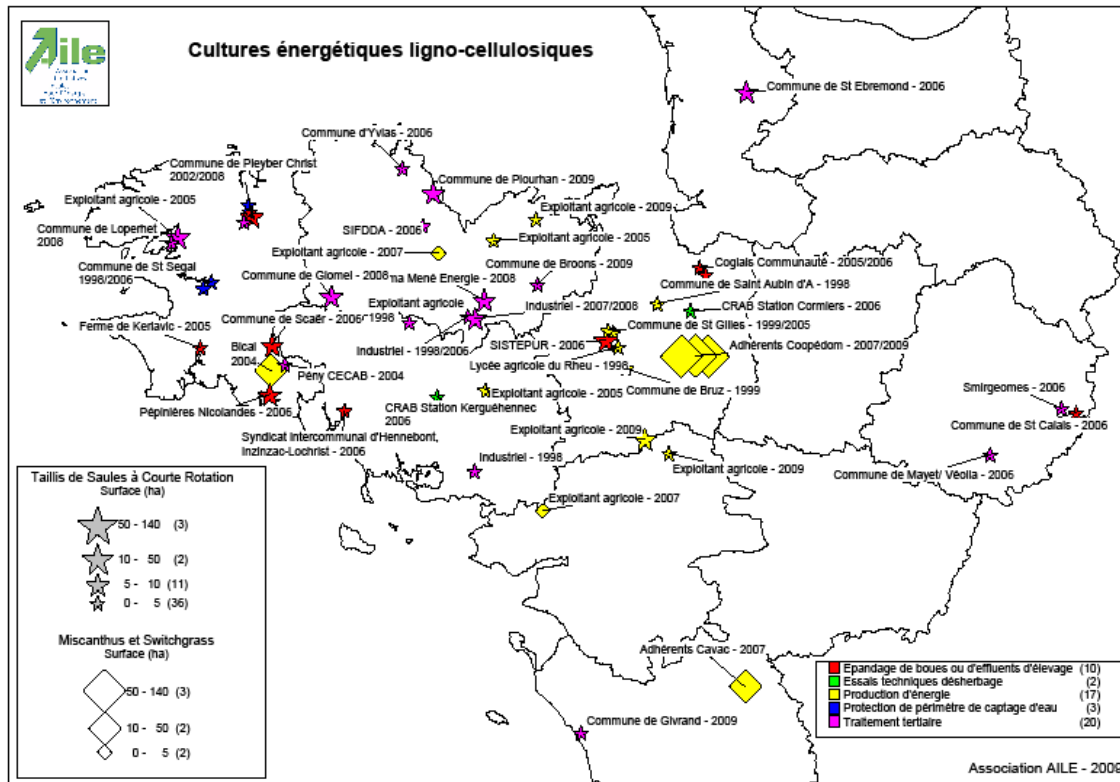 Aile
Cultures énergétiques ligno-cellulosiques
Commune de St Ebremond - 2006
Commune d'Yvias - 2006
Commune de Pleyber Christ
2002/2008
Commune de Plourhan - 2009
Exploitant agricole - 2005
Exploitant agricole - 2009
Commune de Loperhet
2008
SIFDDA - 2006
Exploitant agricole - 2005
Exploitant agricole - 2007
Commune de St Segal
1998/2006
Commune de Broons - 2009
Coglais Communauté - 2005/2006
Commune de Glomel - 2008
Mené Energie - 2008
Commune de Saint Aubin d'A - 1998
Exploitant agricole
1998
Industriel - 2007/2008
CRAB Station Cormiers - 2006
Ferme de Kerlavic - 2005
Commune de Scaër - 2006
Commune de St Gilles - 1999/2005
Bical
2004
Industriel - 1998/2006
SISTEPUR - 2006
Adhérents Coopédom - 2007/2009
Lycée agricole du Rheu - 1998
Pény CECAB - 2004
Commune de Bruz - 1999
Smirgeomes - 2006
Exploitant agricole - 2005
Pépinières Nicolandes - 2006
CRAB Station Kerguéhennec
2006
Commune de St Calais - 2006
Exploitant agricole - 2009
Syndicat Intercommunal d'Hennebont,
Inzinzac-Lochrist - 2006
Industriel - 1998
Exploitant agricole - 2009
Commune de Mayet/ Véolia - 2006
Exploitant agricole - 2007
Taillis de Saules à Courte Rotation
Surface (ha)
50 - 140 (3)
10 - 50 (2)
5 - 10 (11)
0 - 5 (36)
Miscanthus et Switchgrass
Surface (ha)
50 - 140 (3)
10 - 50 (2)
0 - 5 (2)
Adhérents Cavac - 2007
Commune de Givrand - 2009
Epandage de boues ou d'effluents d'élevage (10)
Essais techniques désherbage (2)
Production d'énergie (17)
Protection de périmètre de captage d'eau (3)
Traitement tertiaire (20)
Association AILE - 2009